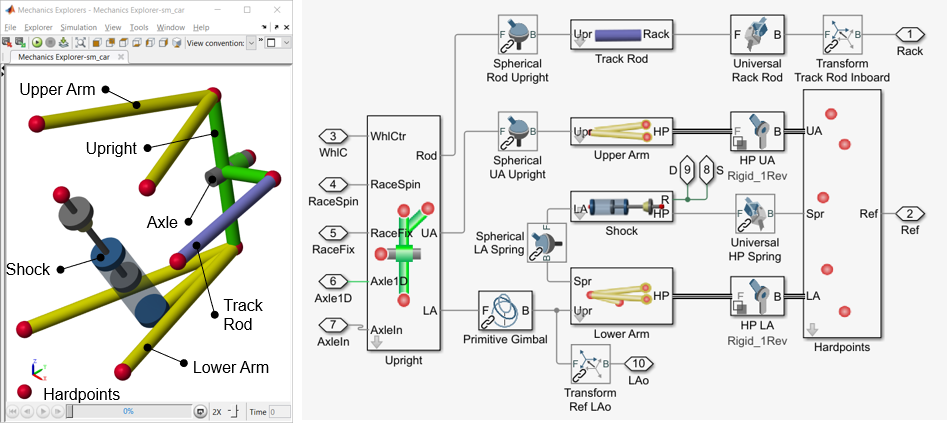 Mechanics Explorers - Mechanics Explorer-sm_car
File Explorer Simulation View Tools Window Help
View convention:
Mechanics Explorer-sm_car
Upper Arm
Upright
Axle
Shock
Track
Rod
Lower Arm
Hardpoints
z
x
0%
2X
Time 0
3
WhlC
4
RaceSpin
5
RaceFix
6
Axle1D
7
AxleIn
WhlCtr
RaceSpin
RaceFix
Axle1D
AxleIn
Rod
UA
LA
Upright
F B
Spherical
Rod Upright
Upr Rack
Track Rod
F B
Universal
Rack Rod
F B
Transform
Track Rod Inboard
1
Rack
F B
Spherical
UA Upright
Upr HP
Upper Arm
F B
HP UA
Rigid_1Rev
D 9 8 S
LA R
HP
Shock
F
B
Spherical
LA Spring
F B
Universal
HP Spring
Spr
Upr HP
Lower Arm
F B
Primitive Gimbal
F B
HP LA
Rigid_1Rev
F B
Transform
Ref LAo
10
LAo
UA
Spr
LA
Ref
Hardpoints
2
Ref